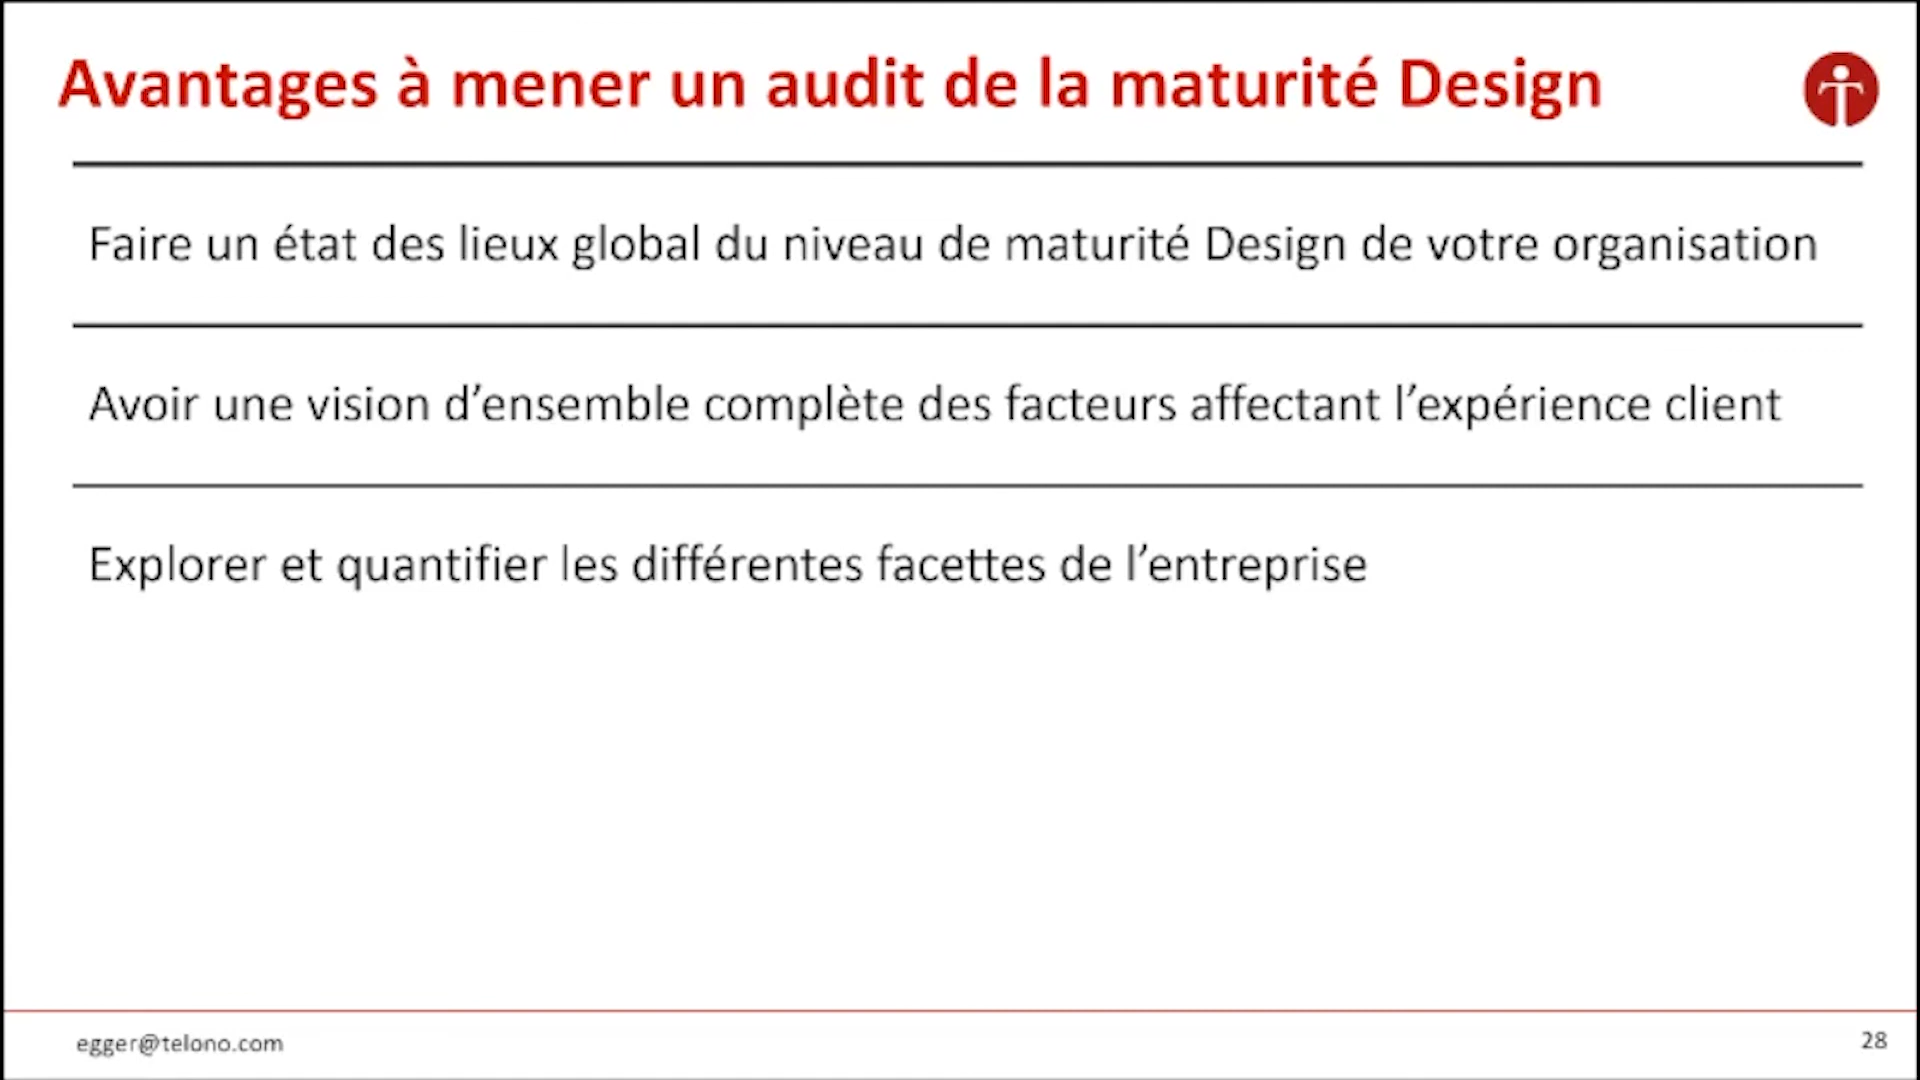 Avantages à mener un audit de la maturité Design
Faire un état des lieux global du niveau de maturité Design de votre organisation
Avoir une vision d’ensemble complète des facteurs affectant l’expérience client
Explorer et quantifier les différentes facettes de l’entreprise
egger@telono.com
28